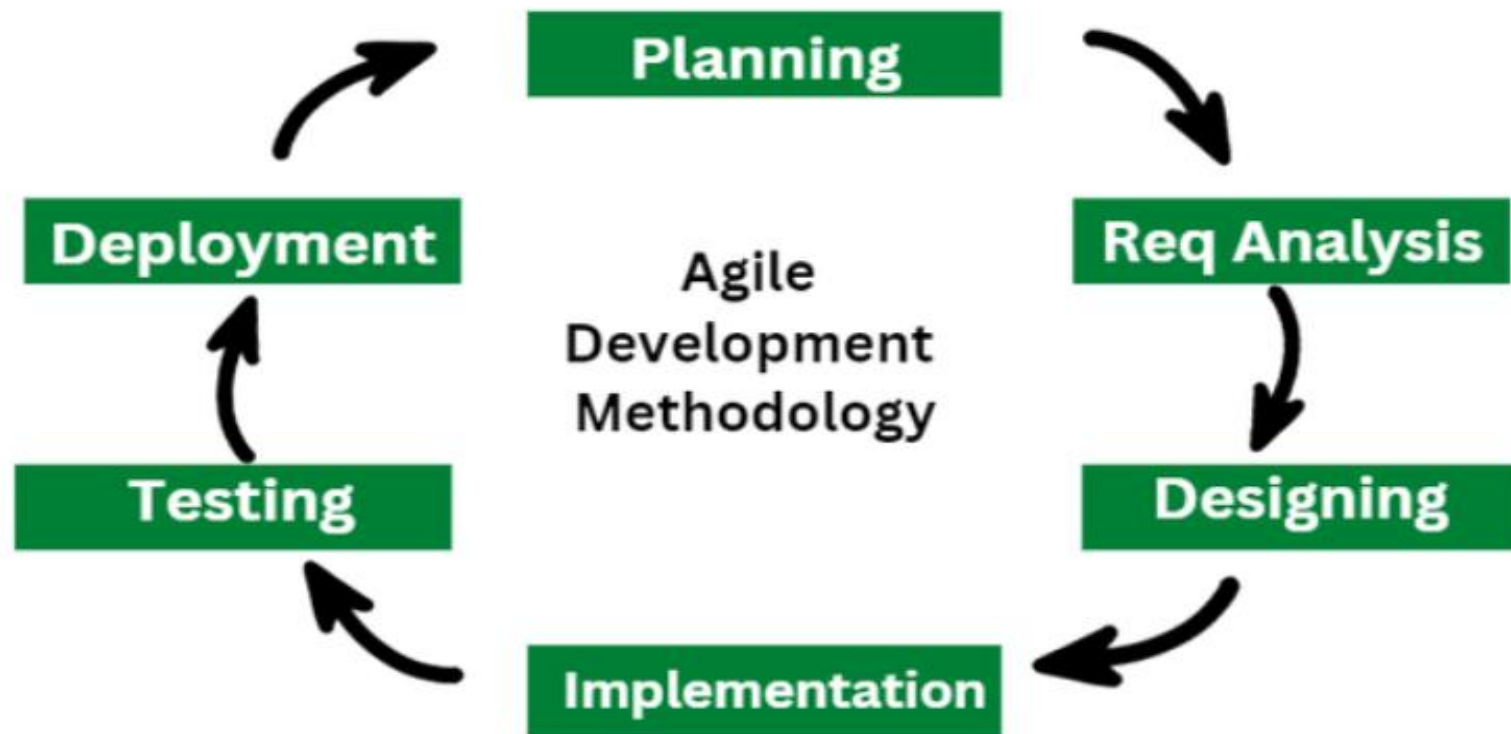 Planning
Req Analysis
Designing
Implementation
Testing
Deployment
Agile
Development
Methodology